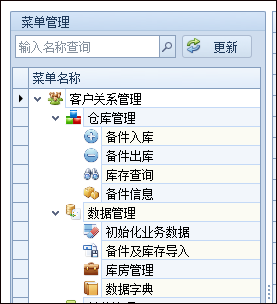 菜单管理
输入名称查询 更新
菜单名称
客户关系管理
仓库管理
备件入库
备件出库
库存查询
备件信息
数据管理
初始化业务数据
备件及库存导入
库房管理
数据字典